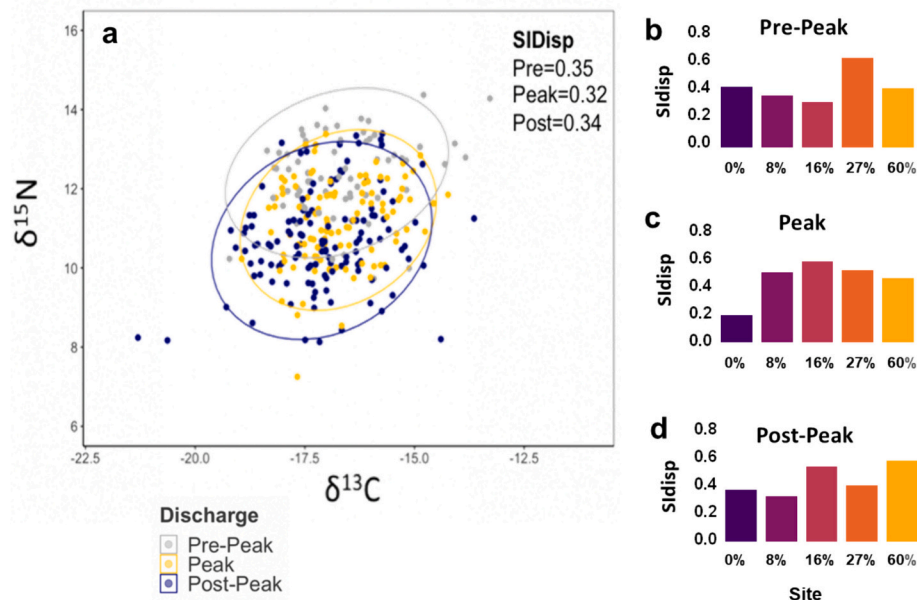 a
SIDisp
Pre=0.35
Peak=0.32
Post=0.34
16
14
12
10
8
6
δ15N
-22.5 -20.0 -17.5 -15.0 -12.5
δ13C
Discharge
Pre-Peak
Peak
Post-Peak
b
Pre-Peak
0.8
0.6
0.4
0.2
0.0
SIdisp
0% 8% 16% 27% 60%
c
Peak
0.8
0.6
0.4
0.2
0.0
SIdisp
0% 8% 16% 27% 60%
d
Post-Peak
0.8
0.6
0.4
0.2
0.0
SIdisp
0% 8% 16% 27% 60%
Site